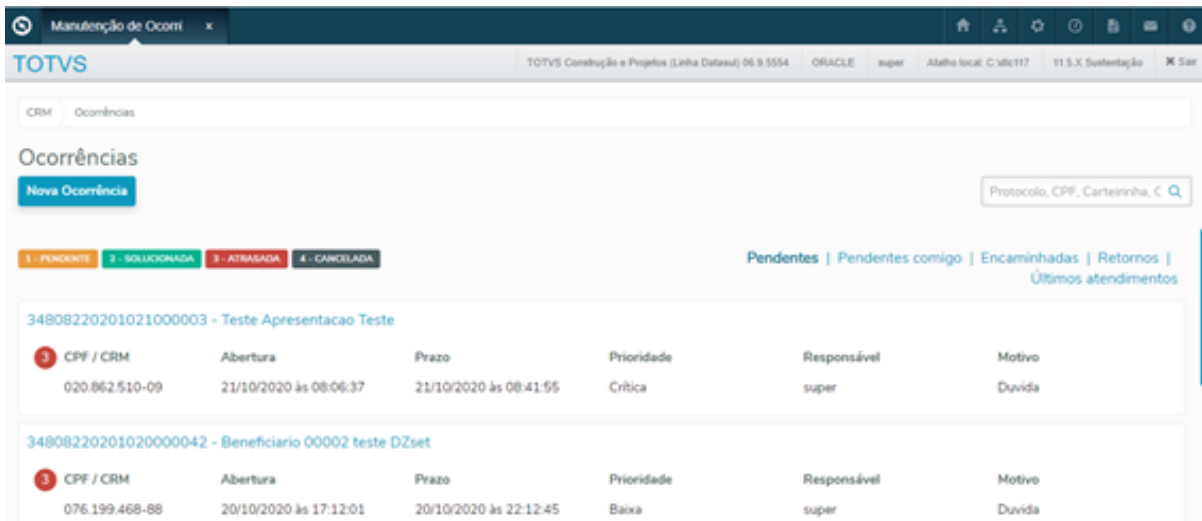 Manutenção de Ocorrí x
TOTVS
TOTVS Construção e Projetos (Linha Datasul) 06.9.5554 ORACLE super Atalho local: C:\dlc117 11.5.X Sustentação X Sair
CRM Ocorrências
Ocorrências
Nova Ocorrência
Protocolo, CPF, Carteirinha, C
1 - PENDENTE 2 - SOLUCIONADA 3 - ATRASADA 4 - CANCELADA
Pendentes | Pendentes comigo | Encaminhadas | Retornos |
Últimos atendimentos
34808220201021000003 - Teste Apresentacao Teste
3 CPF / CRM Abertura Prazo Prioridade Responsável Motivo
020.862.510-09 21/10/2020 às 08:06:37 21/10/2020 às 08:41:55 Crítica super Duvida
34808220201020000042 - Beneficiario 00002 teste DZset
3 CPF / CRM Abertura Prazo Prioridade Responsável Motivo
076.199.468-88 20/10/2020 às 17:12:01 20/10/2020 às 22:12:45 Baixa super Duvida